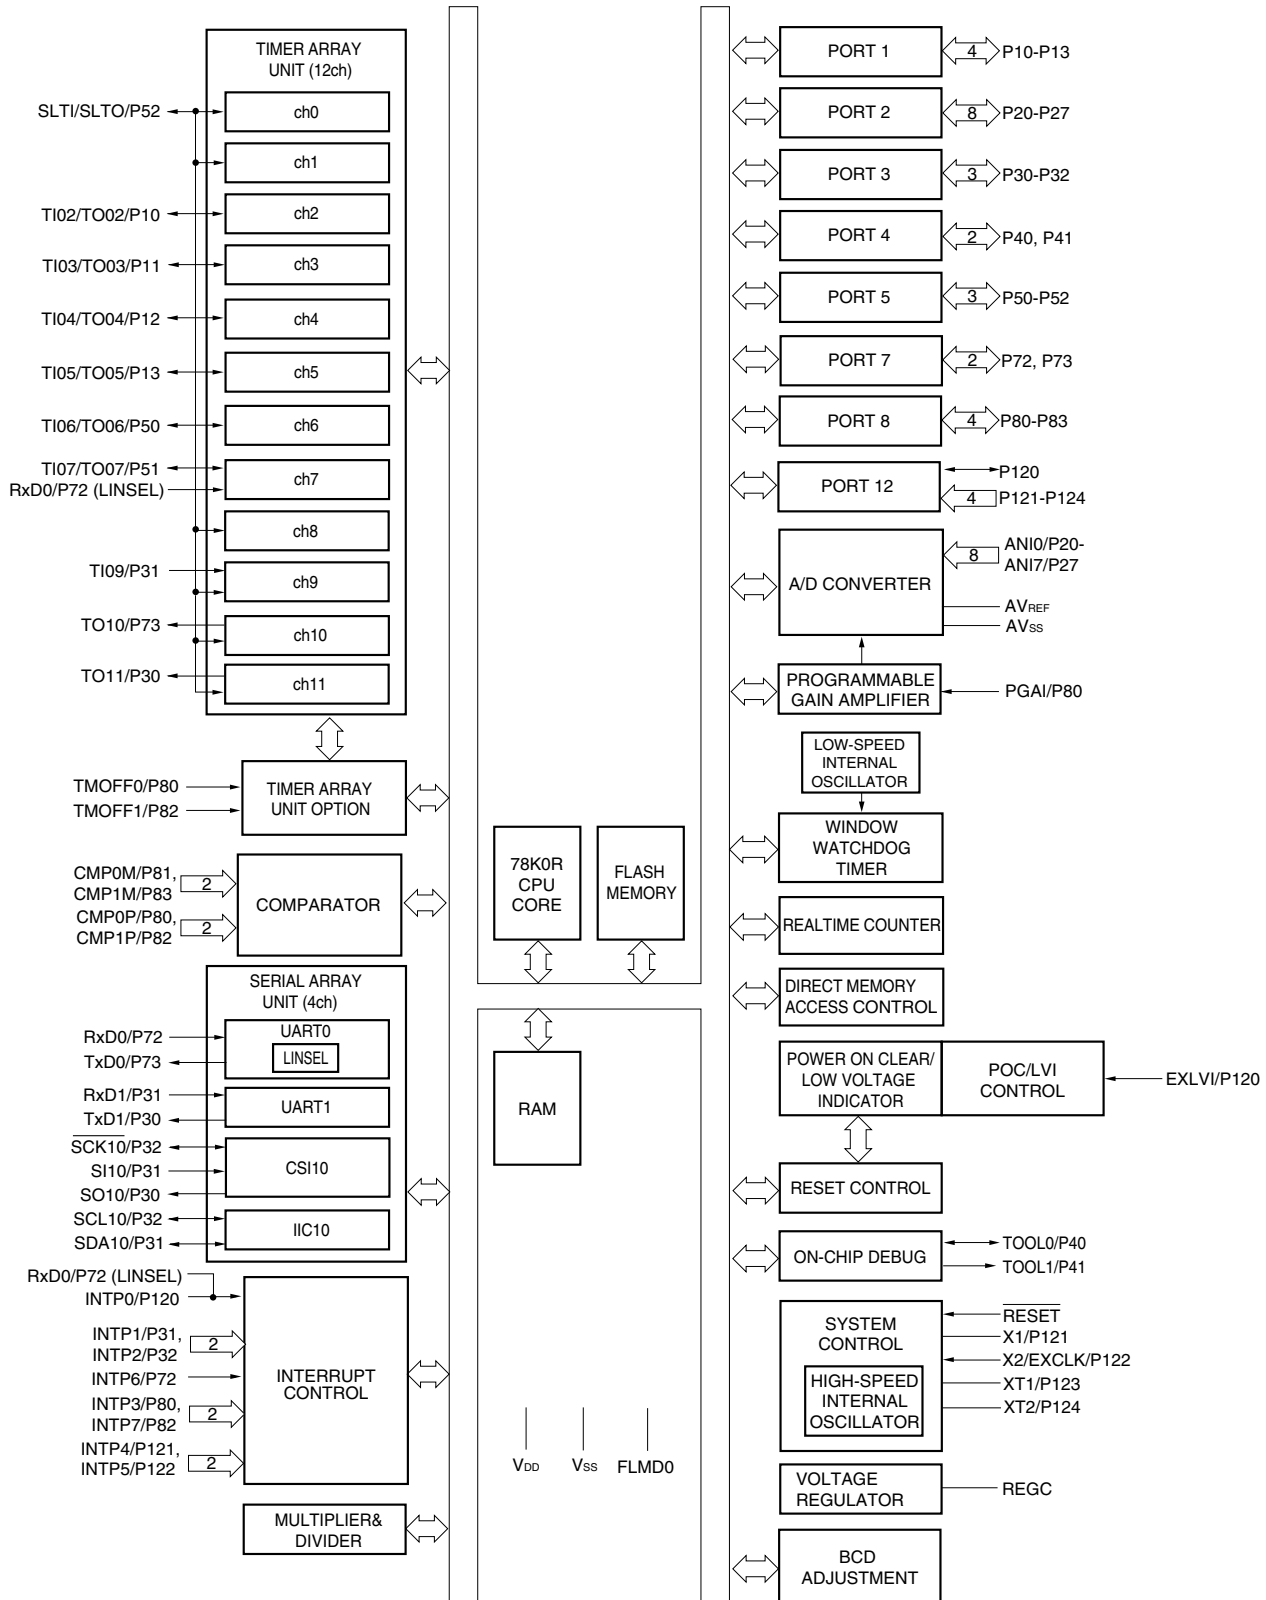 TIMER ARRAY
UNIT (12ch)
SLTI/SLTO/P52
ch0
ch1
TI02/TO02/P10
ch2
TI03/TO03/P11
ch3
TI04/TO04/P12
ch4
TI05/TO05/P13
ch5
TI06/TO06/P50
ch6
TI07/TO07/P51
RxD0/P72 (LINSEL)
ch7
ch8
TI09/P31
ch9
TO10/P73
ch10
TO11/P30
ch11
TMOFF0/P80
TMOFF1/P82
TIMER ARRAY
UNIT OPTION
CMP0M/P81,
CMP1M/P83
2
CMP0P/P80,
CMP1P/P82
2
COMPARATOR
SERIAL ARRAY
UNIT (4ch)
RxD0/P72
TxD0/P73
UART0
LINSEL
RxD1/P31
TxD1/P30
UART1
SCK10/P32
SI10/P31
SO10/P30
CSI10
SCL10/P32
SDA10/P31
IIC10
RxD0/P72 (LINSEL)
INTP0/P120
INTP1/P31,
INTP2/P32
2
INTP6/P72
INTP3/P80,
INTP7/P82
2
INTP4/P121,
INTP5/P122
2
INTERRUPT
CONTROL
MULTIPLIER&
DIVIDER
78K0R
CPU
CORE
FLASH
MEMORY
RAM
VDD
VSS
FLMD0
PORT 1
4
P10-P13
PORT 2
8
P20-P27
PORT 3
3
P30-P32
PORT 4
2
P40, P41
PORT 5
3
P50-P52
PORT 7
2
P72, P73
PORT 8
4
P80-P83
PORT 12
P120
4
P121-P124
A/D CONVERTER
8
ANI0/P20-
ANI7/P27
AVREF
AVSS
PROGRAMMABLE
GAIN AMPLIFIER
PGAI/P80
LOW-SPEED
INTERNAL
OSCILLATOR
WINDOW
WATCHDOG
TIMER
REALTIME COUNTER
DIRECT MEMORY
ACCESS CONTROL
POWER ON CLEAR/
LOW VOLTAGE
INDICATOR
POC/LVI
CONTROL
EXLVI/P120
RESET CONTROL
ON-CHIP DEBUG
TOOL0/P40
TOOL1/P41
SYSTEM
CONTROL
HIGH-SPEED
INTERNAL
OSCILLATOR
RESET
X1/P121
X2/EXCLK/P122
XT1/P123
XT2/P124
VOLTAGE
REGULATOR
REGC
BCD
ADJUSTMENT